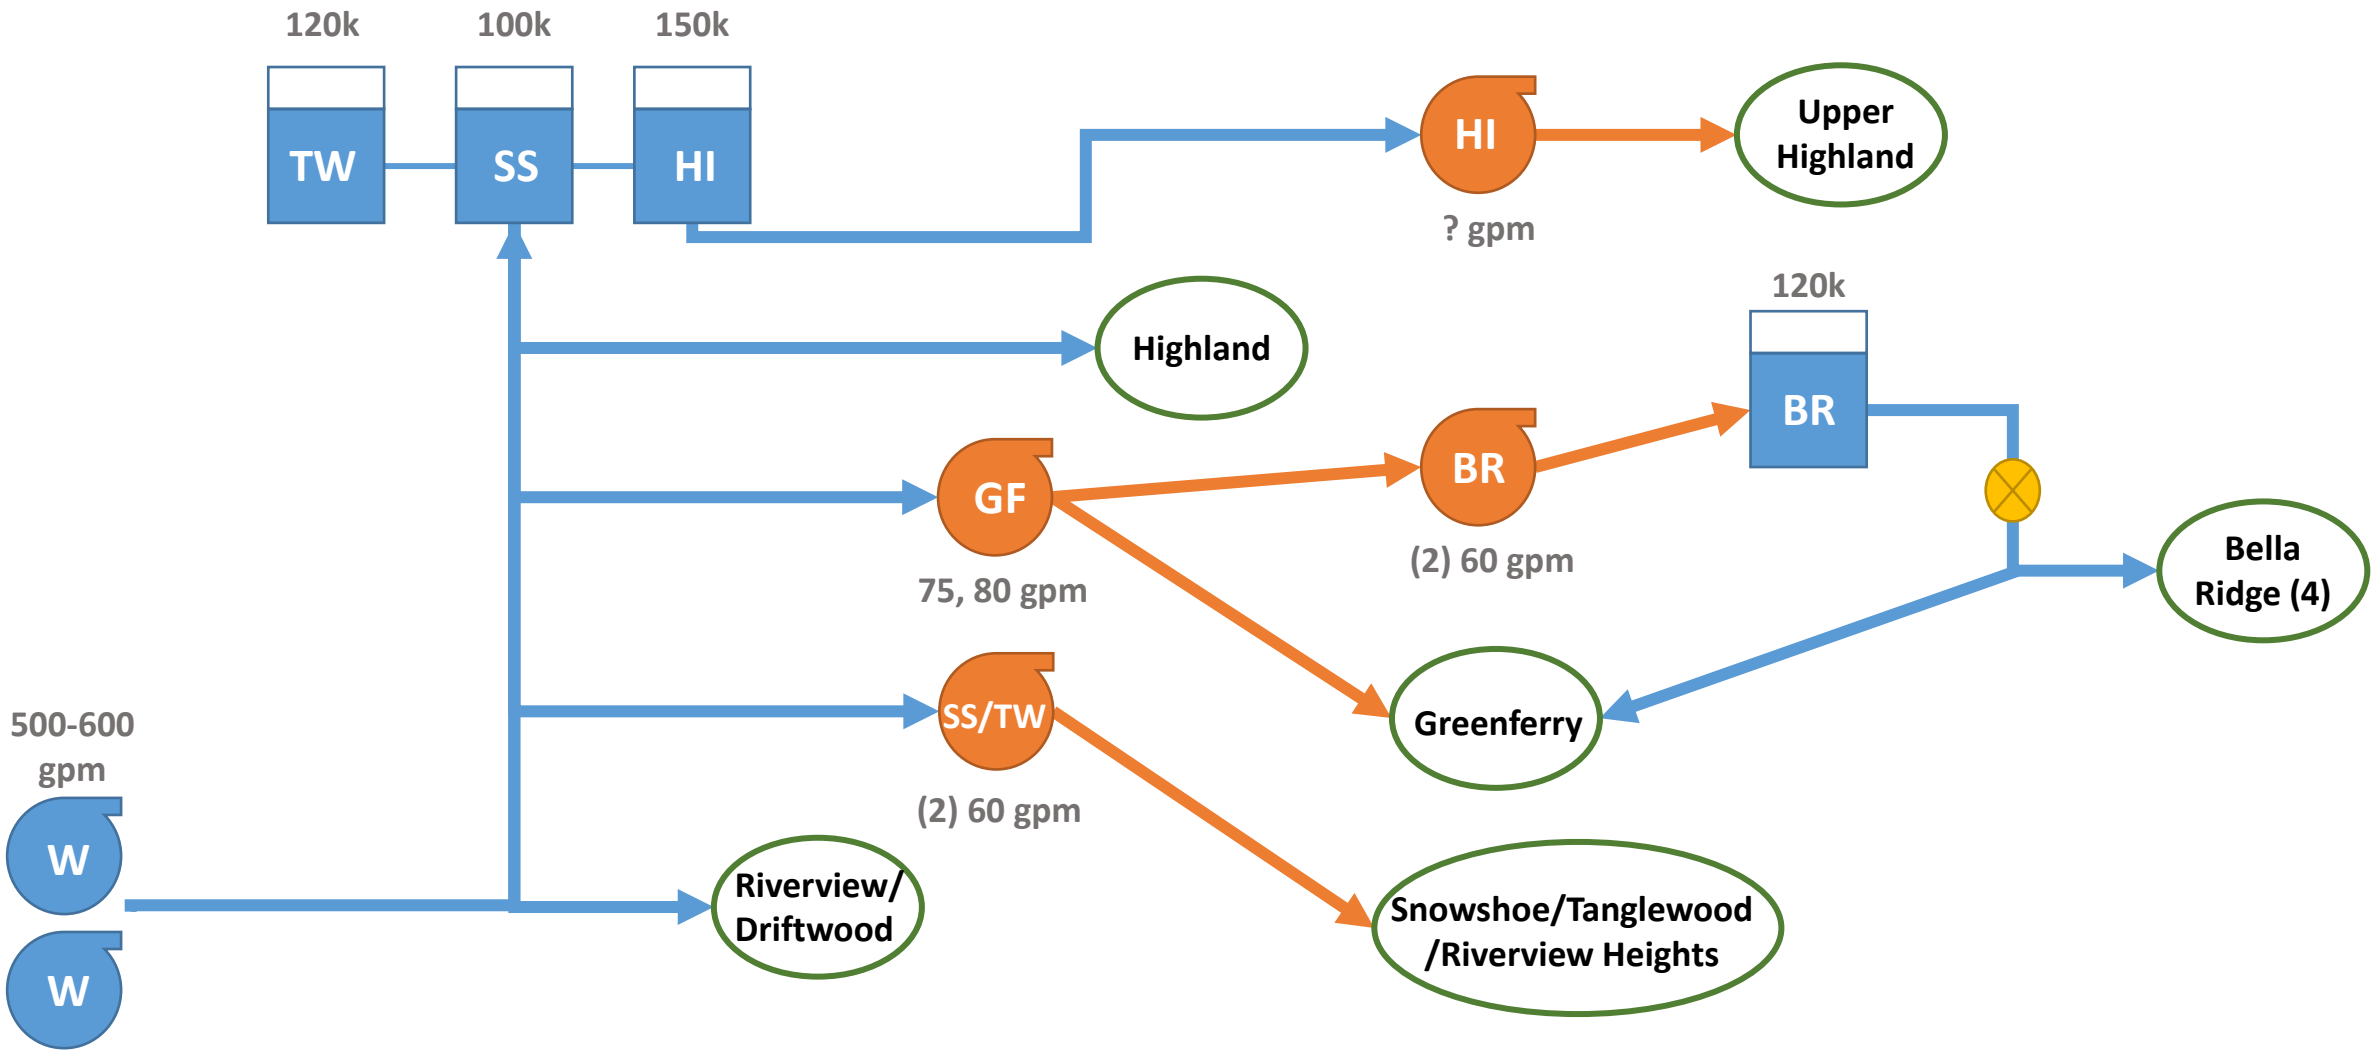 120k
100k
150k
TW
SS
HI
HI
? gpm
Upper
Highland
Highland
120k
BR
GF
75, 80 gpm
BR
(2) 60 gpm
Bella
Ridge (4)
SS/TW
(2) 60 gpm
Greenferry
500-600
gpm
W
W
Riverview/
Driftwood
Snowshoe/Tanglewood
/Riverview Heights